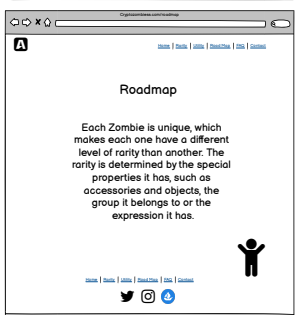 Cryptozombiess.com/roadmap
A
Home | Rarity | Utility | Road Map | FAQ | Contact
Roadmap
Each Zombie is unique, which
makes each one have a different
level of rarity than another. The
rarity is determined by the special
properties it has, such as
accessories and objects, the
group it belongs to or the
expression it has.
Home | Rarity | Utility | Road Map | FAQ | Contact